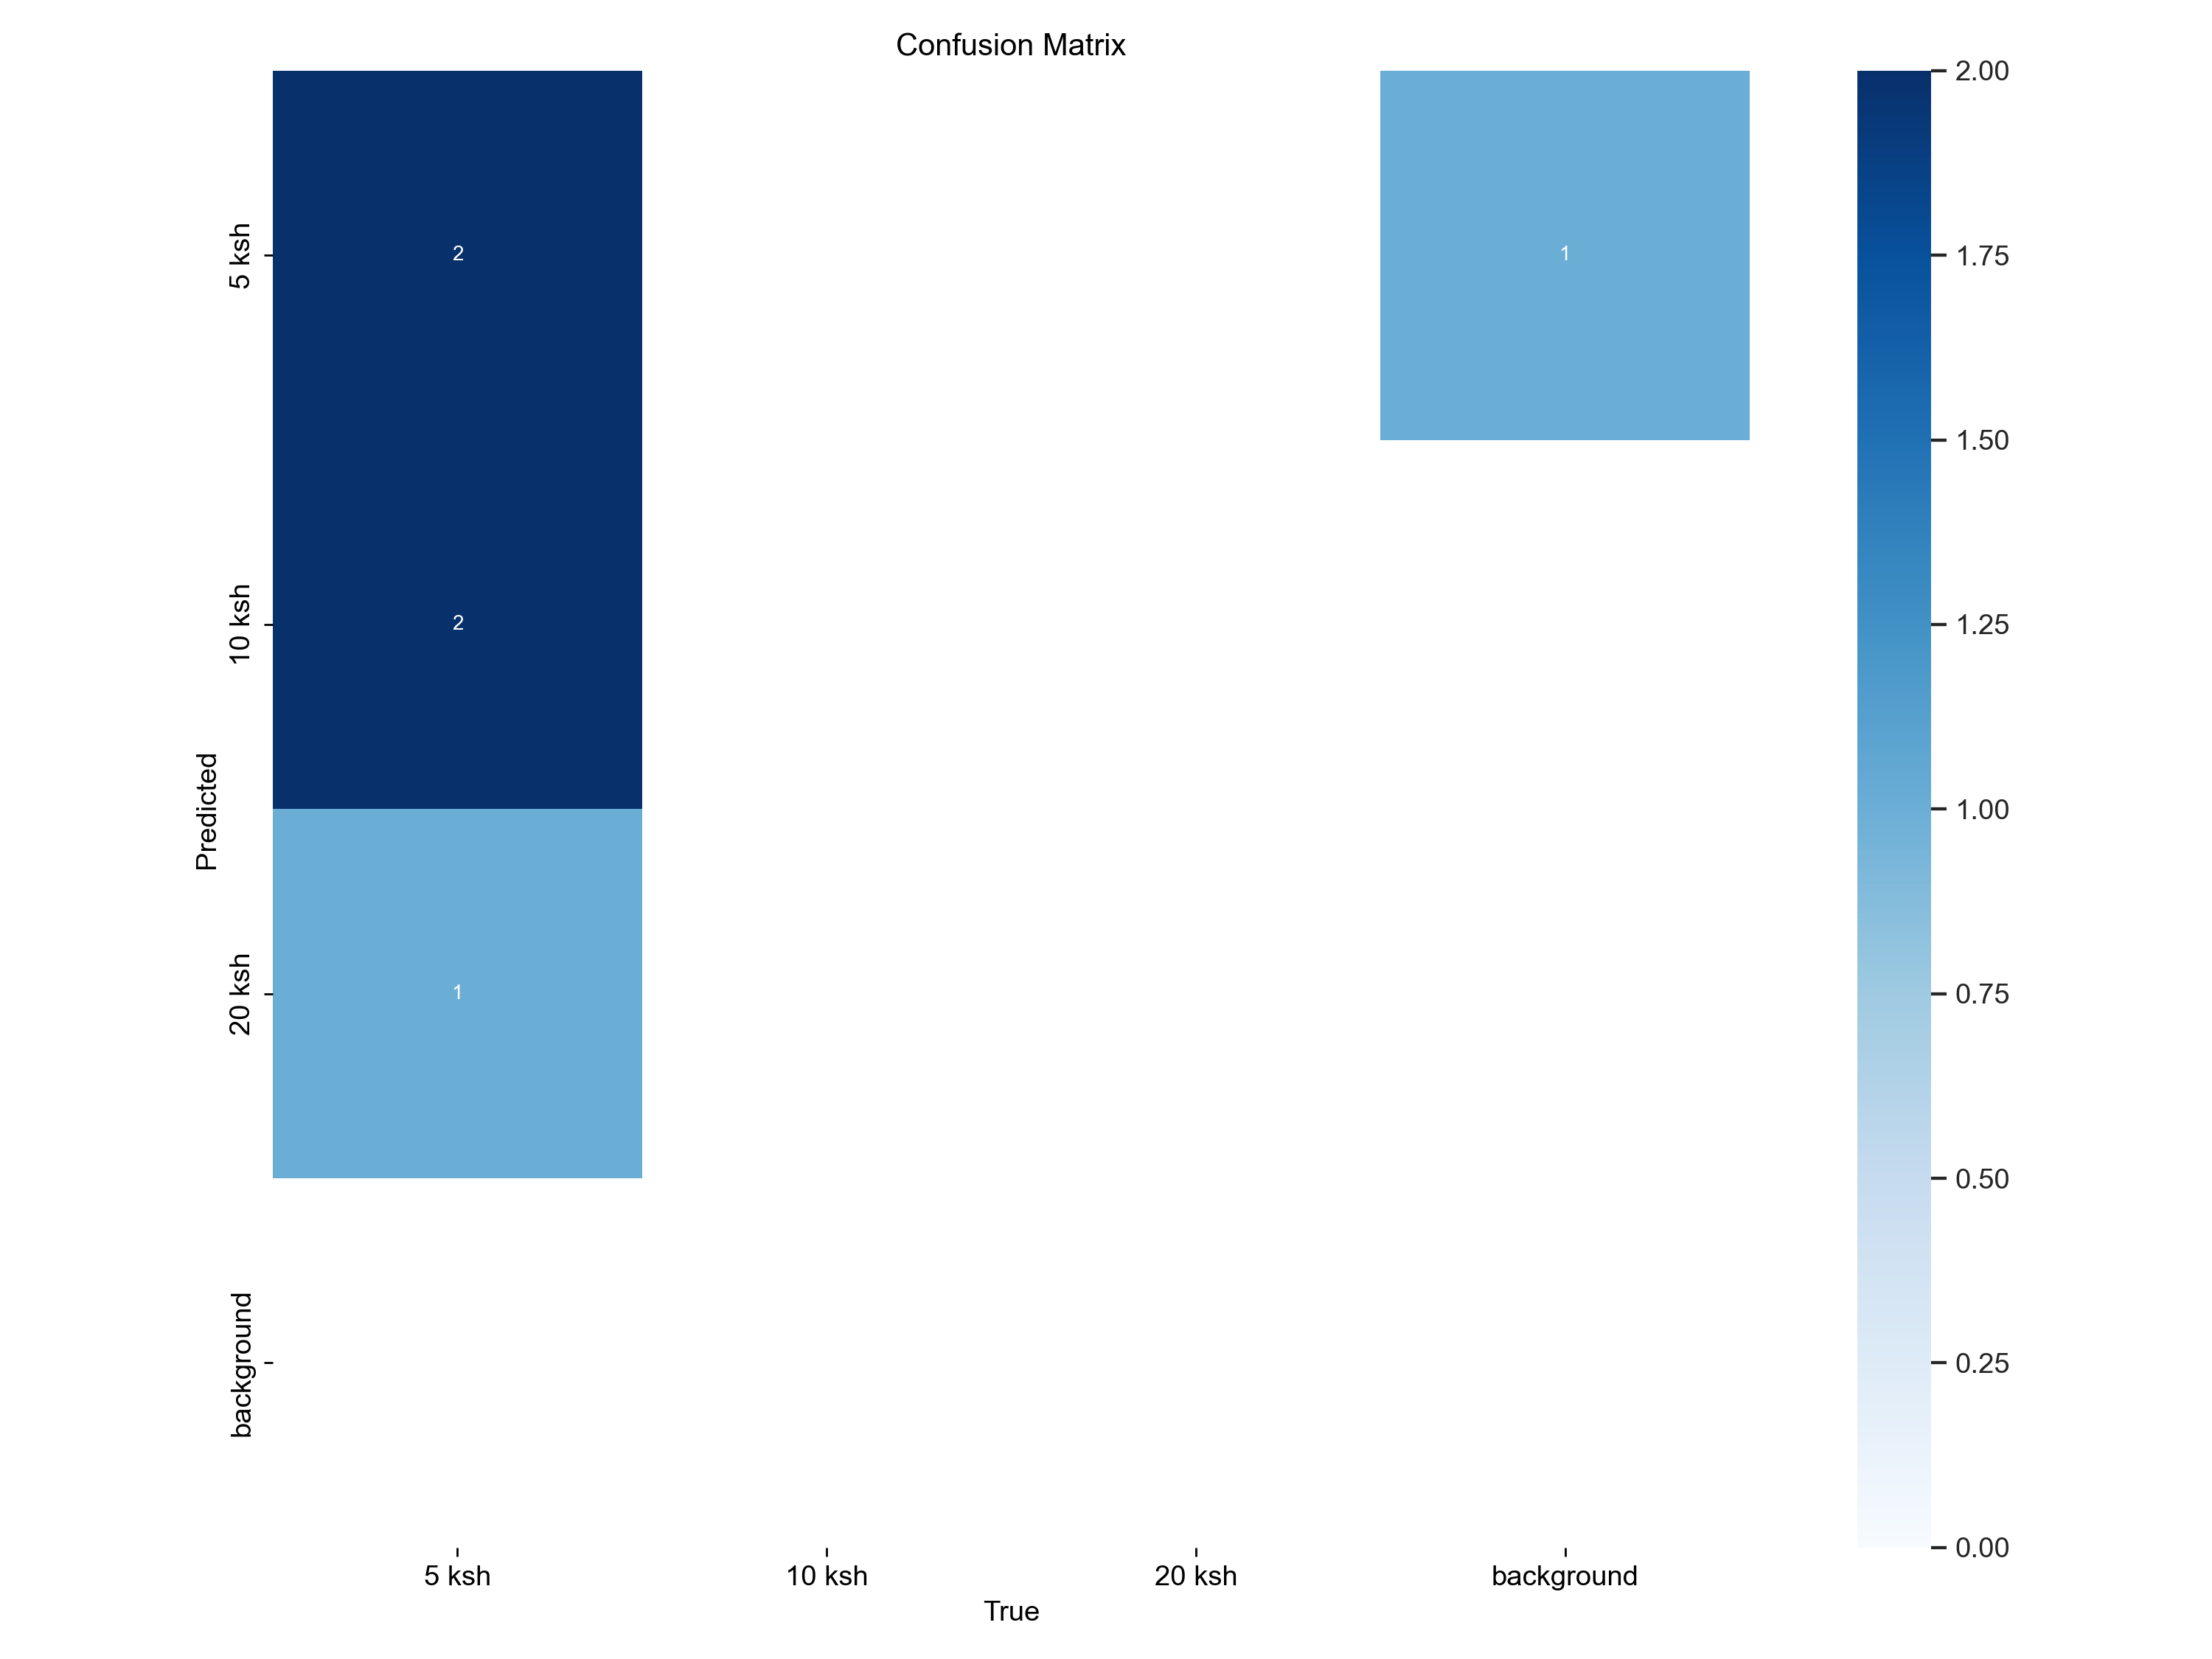 Confusion Matrix
5 ksh
10 ksh
20 ksh
background
Predicted
2
1
2
1
5 ksh
10 ksh
20 ksh
background
True
2.00
1.75
1.50
1.25
1.00
0.75
0.50
0.25
0.00